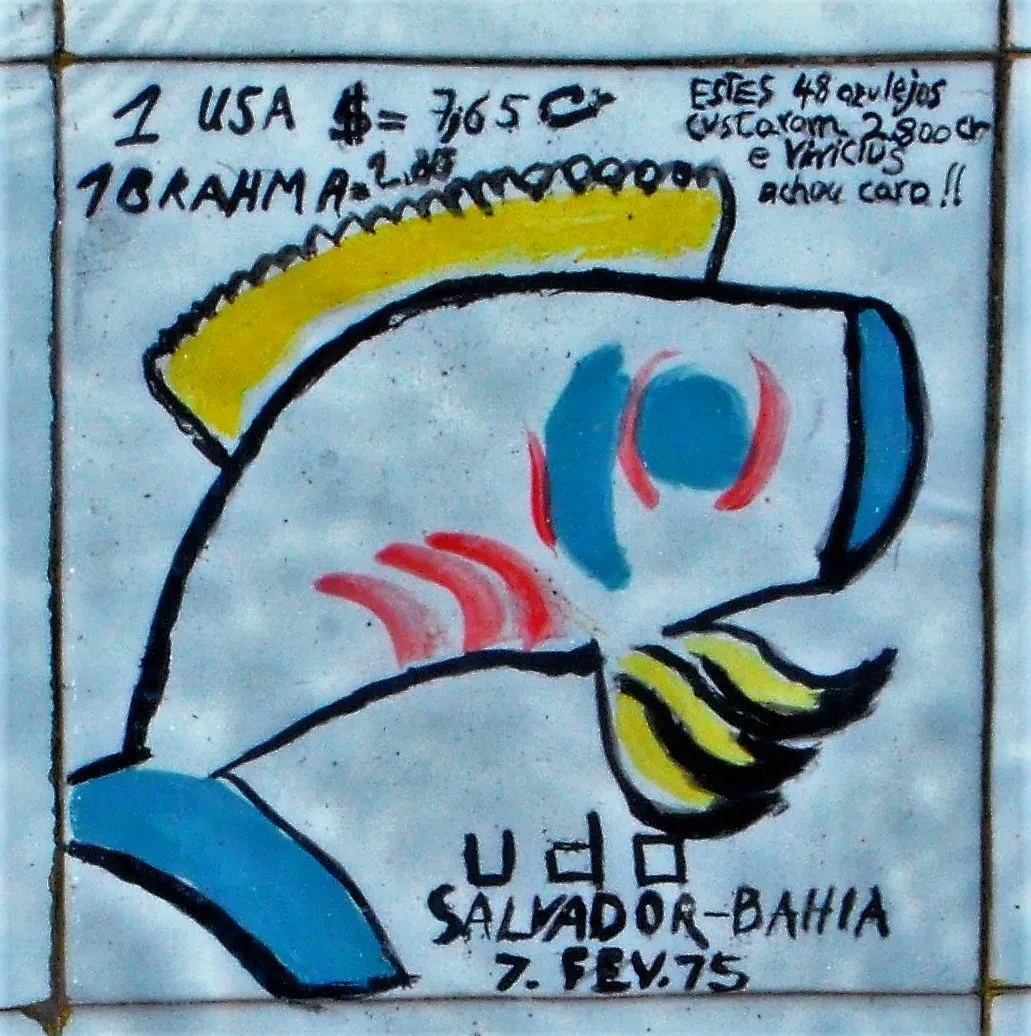 1 USA $= 7,65 Cr
1 BRAHMA=2.80
ESTES 48 azulejos
custaram 2.800 cr
e Vinicius
achou caro!!
udo
SALVADOR-BAHIA
7. FEV.75